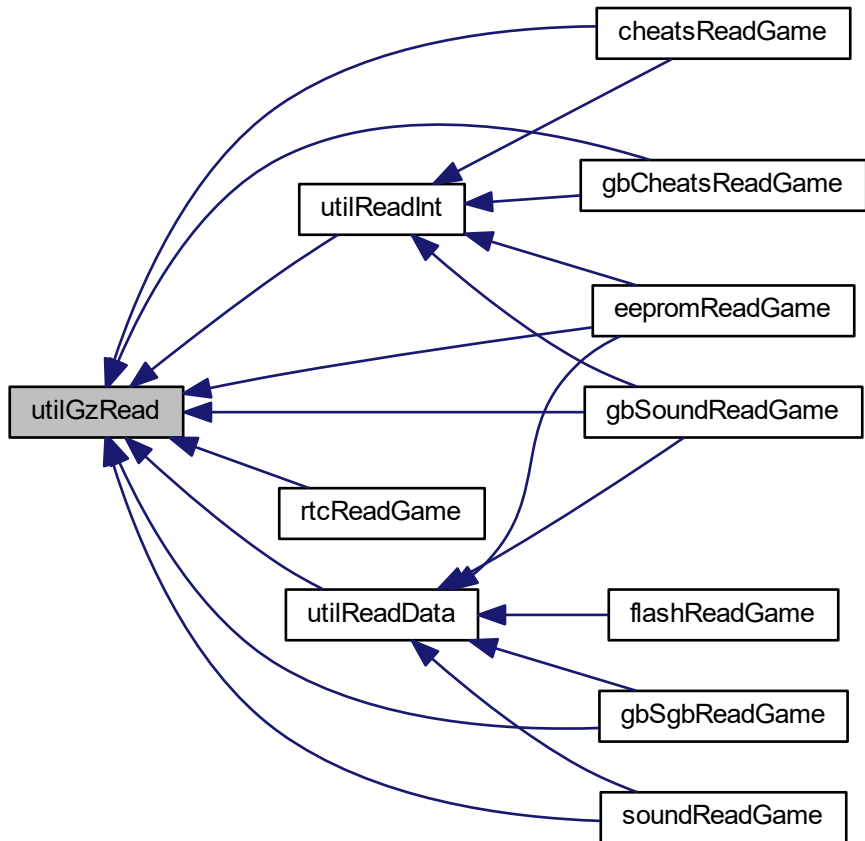 cheatsReadGame
gbCheatsReadGame
utilReadInt
eepromReadGame
utilGzRead
gbSoundReadGame
rtcReadGame
utilReadData
flashReadGame
gbSgbReadGame
soundReadGame